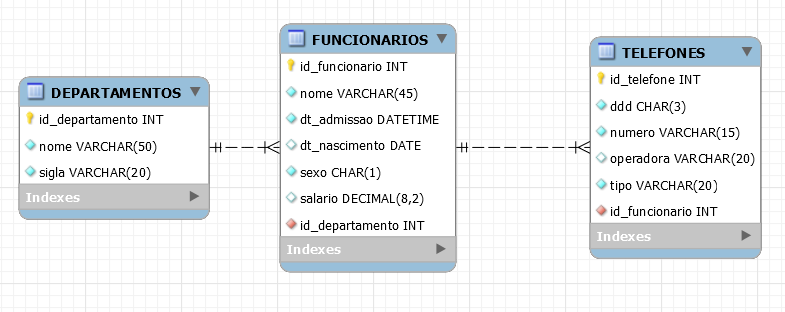 DEPARTAMENTOS
id_departamento INT
nome VARCHAR(50)
sigla VARCHAR(20)
Indexes
FUNCIONARIOS
id_funcionario INT
nome VARCHAR(45)
dt_admissao DATETIME
dt_nascimento DATE
sexo CHAR(1)
salario DECIMAL(8,2)
id_departamento INT
Indexes
TELEFONES
id_telefone INT
ddd CHAR(3)
numero VARCHAR(15)
operadora VARCHAR(20)
tipo VARCHAR(20)
id_funcionario INT
Indexes